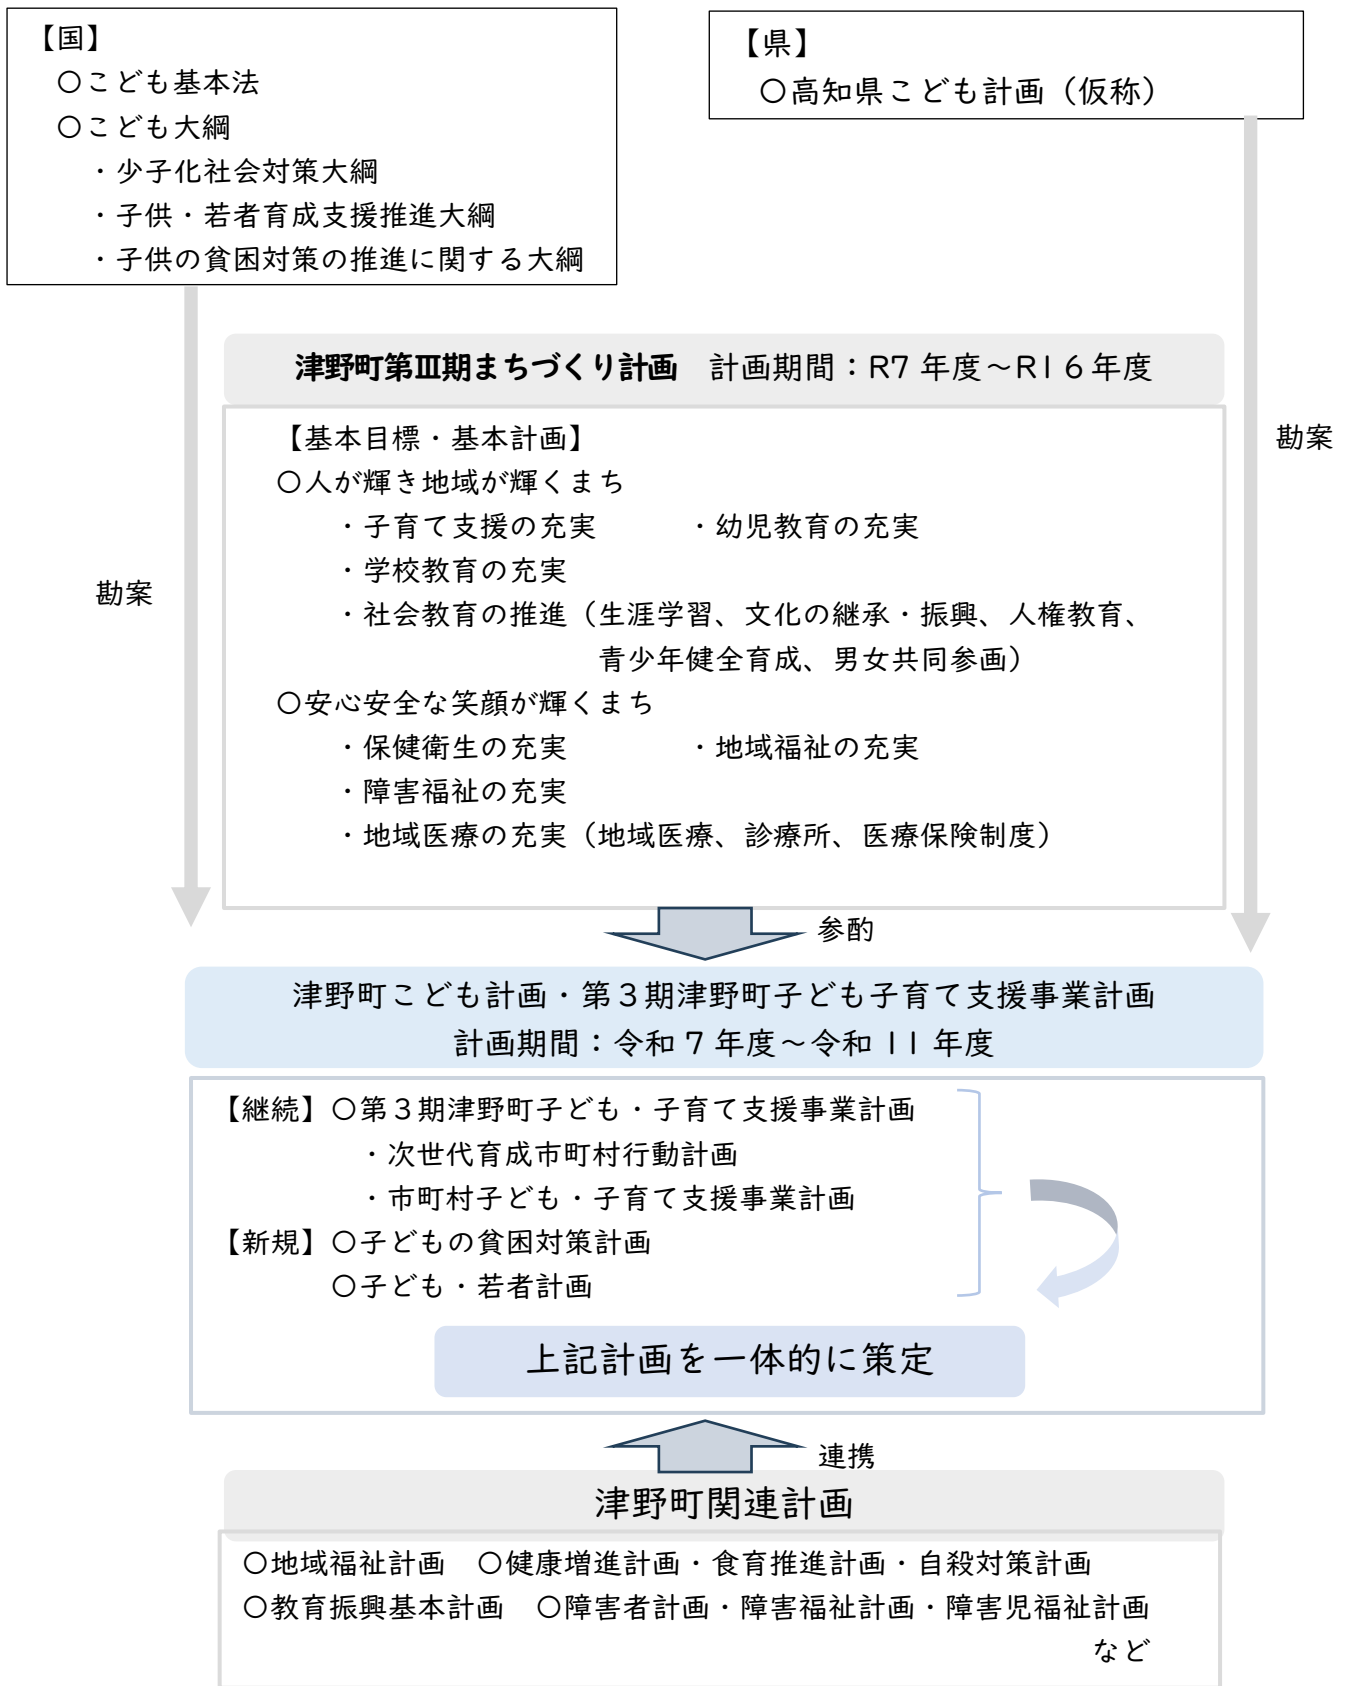 【国】
〇こども基本法
〇こども大綱
・少子化社会対策大綱
・子供・若者育成支援推進大綱
・子供の貧困対策の推進に関する大綱
【県】
〇高知県こども計画（仮称）
津野町第Ⅲ期まちづくり計画　計画期間：R7 年度～R16年度
【基本目標・基本計画】
〇人が輝き地域が輝くまち
・子育て支援の充実　　　・幼児教育の充実
・学校教育の充実
・社会教育の推進（生涯学習、文化の継承・振興、人権教育、
青少年健全育成、男女共同参画）
〇安心安全な笑顔が輝くまち
・保健衛生の充実　　　　・地域福祉の充実
・障害福祉の充実
・地域医療の充実（地域医療、診療所、医療保険制度）
勘案
勘案
参酌
津野町こども計画・第３期津野町子ども子育て支援事業計画
計画期間：令和 7 年度～令和 11 年度
【継続】〇第３期津野町子ども・子育て支援事業計画
・次世代育成市町村行動計画
・市町村子ども・子育て支援事業計画
【新規】〇子どもの貧困対策計画
〇子ども・若者計画
上記計画を一体的に策定
連携
津野町関連計画
〇地域福祉計画　〇健康増進計画・食育推進計画・自殺対策計画
〇教育振興基本計画　〇障害者計画・障害福祉計画・障害児福祉計画
など